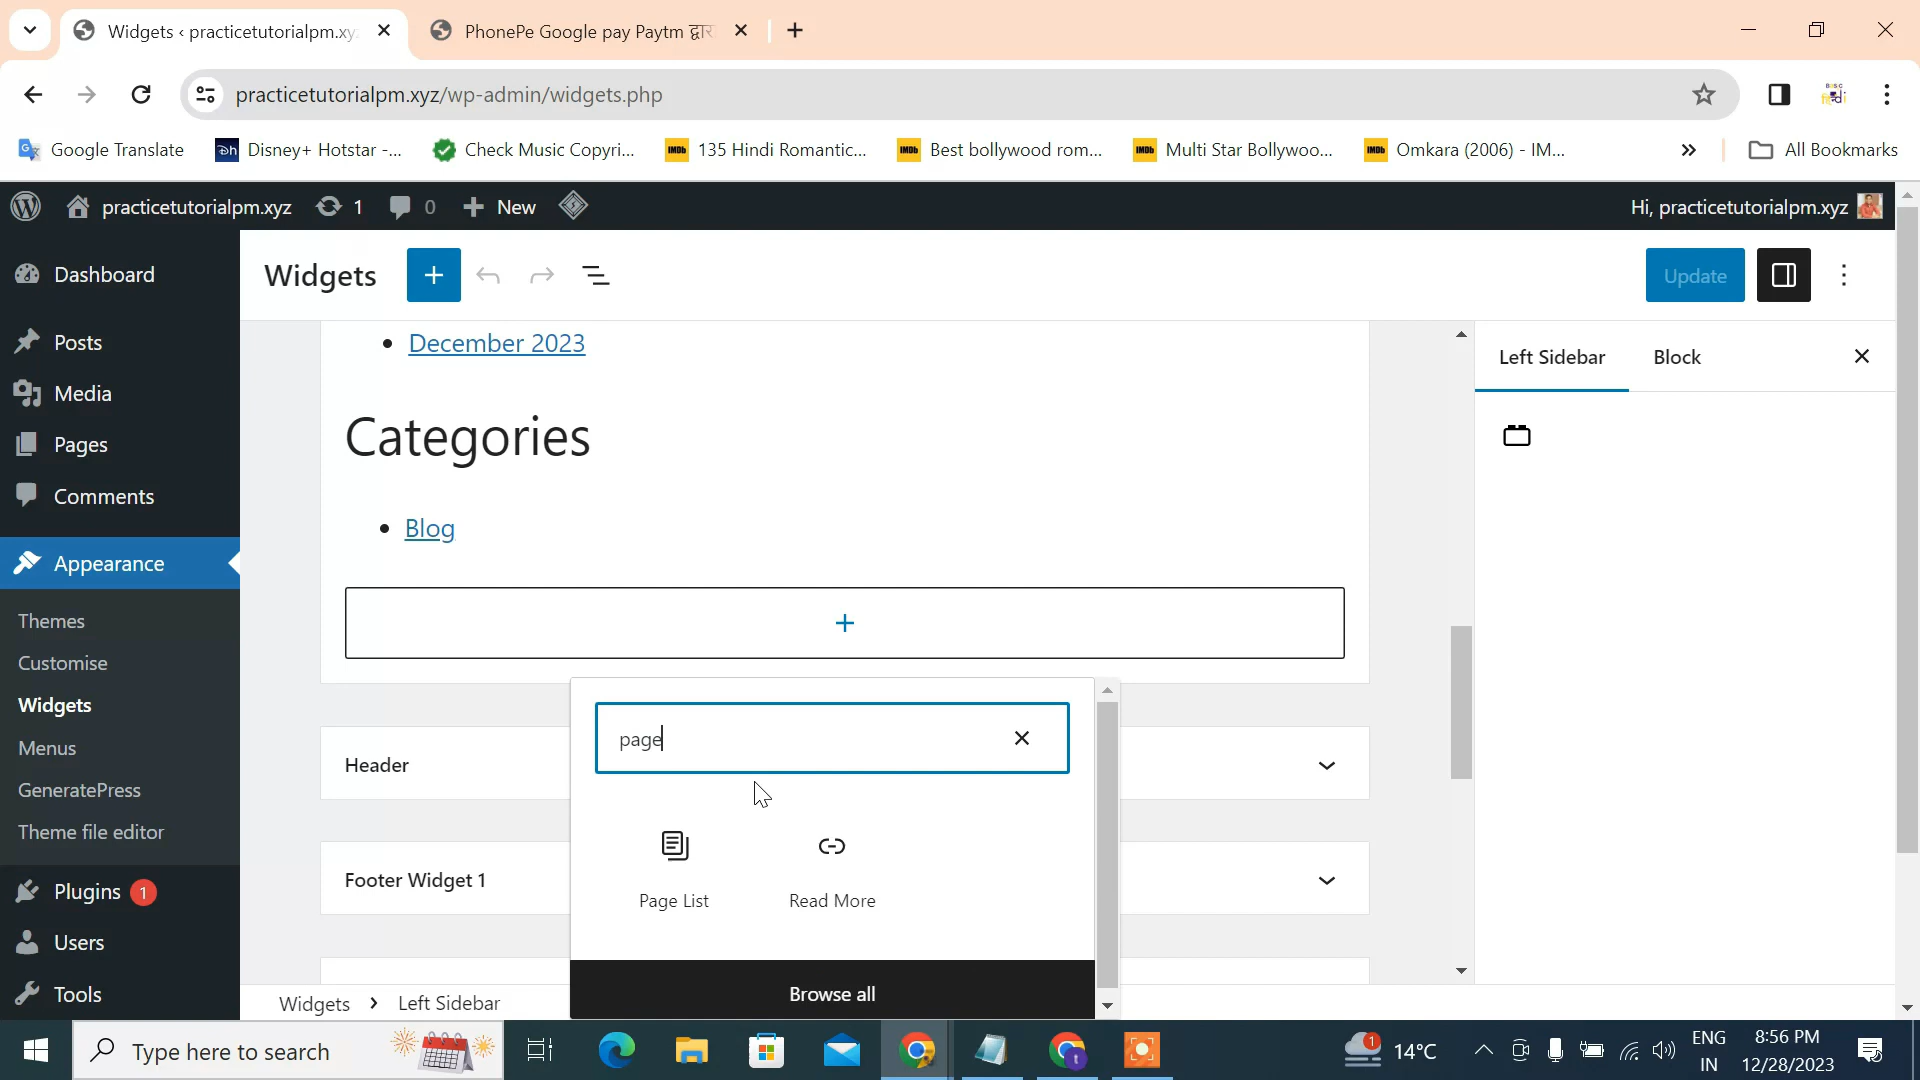 Widgets ‹ practicetutorialpm.xy
PhonePe Google pay Paytm
practicetutorialpm.xyz/wp-admin/widgets.php
Google Translate
Disney+ Hotstar -...
Check Music Copyri...
IMDb 135 Hindi Romantic...
IMDb Best bollywood rom...
IMDb Multi Star Bollywoo...
IMDb Omkara (2006) - IM...
All Bookmarks
practicetutorialpm.xyz
1
0
New
Hi, practicetutorialpm.xyz
Dashboard
Posts
Media
Pages
Comments
Appearance
Themes
Customise
Widgets
Menus
GeneratePress
Theme file editor
Plugins 1
Users
Tools
Widgets
Update
December 2023
Categories
Blog
page
Page List
Read More
Browse all
Header
Footer Widget 1
Widgets > Left Sidebar
Left Sidebar
Block
Type here to search
1
14°C
ENG
IN
8:56 PM
12/28/2023